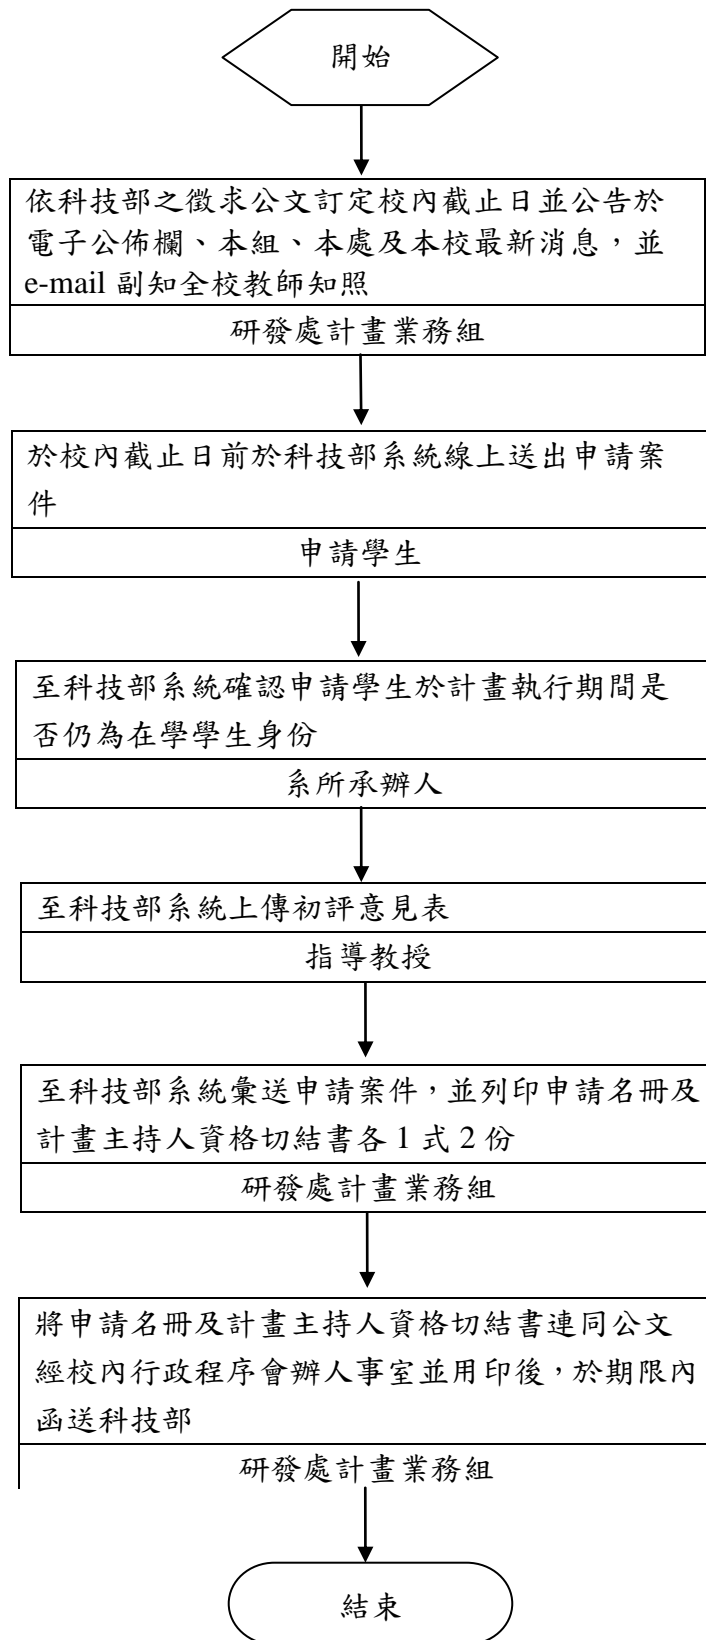 開始
依科技部之徵求公文訂定校內截止日並公告於
電子公佈欄、本組、本處及本校最新消息，並
e-mail 副知全校教師知照
研發處計畫業務組
於校內截止日前於科技部系統線上送出申請案
件
申請學生
至科技部系統確認申請學生於計畫執行期間是
否仍為在學學生身份
系所承辦人
至科技部系統上傳初評意見表
指導教授
至科技部系統彙送申請案件，並列印申請名冊及
計畫主持人資格切結書各 1 式 2 份
研發處計畫業務組
將申請名冊及計畫主持人資格切結書連同公文
經校內行政程序會辦人事室並用印後，於期限內
函送科技部
研發處計畫業務組
結束